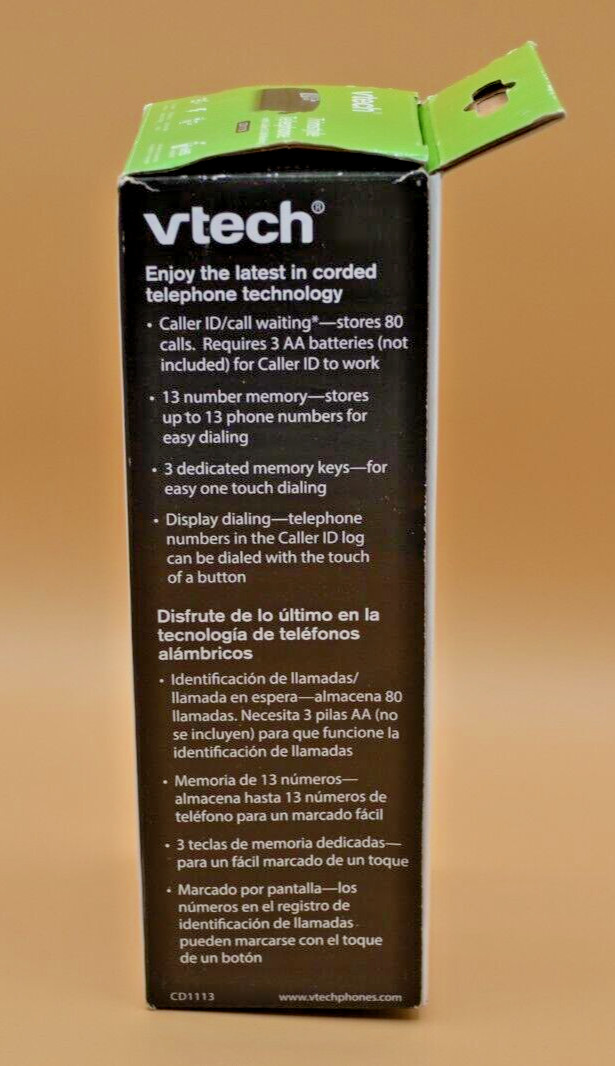 vtech
vtech®
Enjoy the latest in corded
telephone technology
• Caller ID/call waiting*—stores 80
calls. Requires 3 AA batteries (not
included) for Caller ID to work
• 13 number memory—stores
up to 13 phone numbers for
easy dialing
• 3 dedicated memory keys—for
easy one touch dialing
• Display dialing—telephone
numbers in the Caller ID log
can be dialed with the touch
of a button
Disfrute de lo último en la
tecnología de teléfonos
alámbricos
• Identificación de llamadas/
llamada en espera—almacena 80
llamadas. Necesita 3 pilas AA (no
se incluyen) para que funcione la
identificación de llamadas
• Memoria de 13 números—
almacena hasta 13 números de
teléfono para un marcado fácil
• 3 teclas de memoria dedicadas—
para un fácil marcado de un toque
• Marcado por pantalla—los
números en el registro de
identificación de llamadas
pueden marcarse con el toque
de un botón
CD1113
www.vtechphones.com